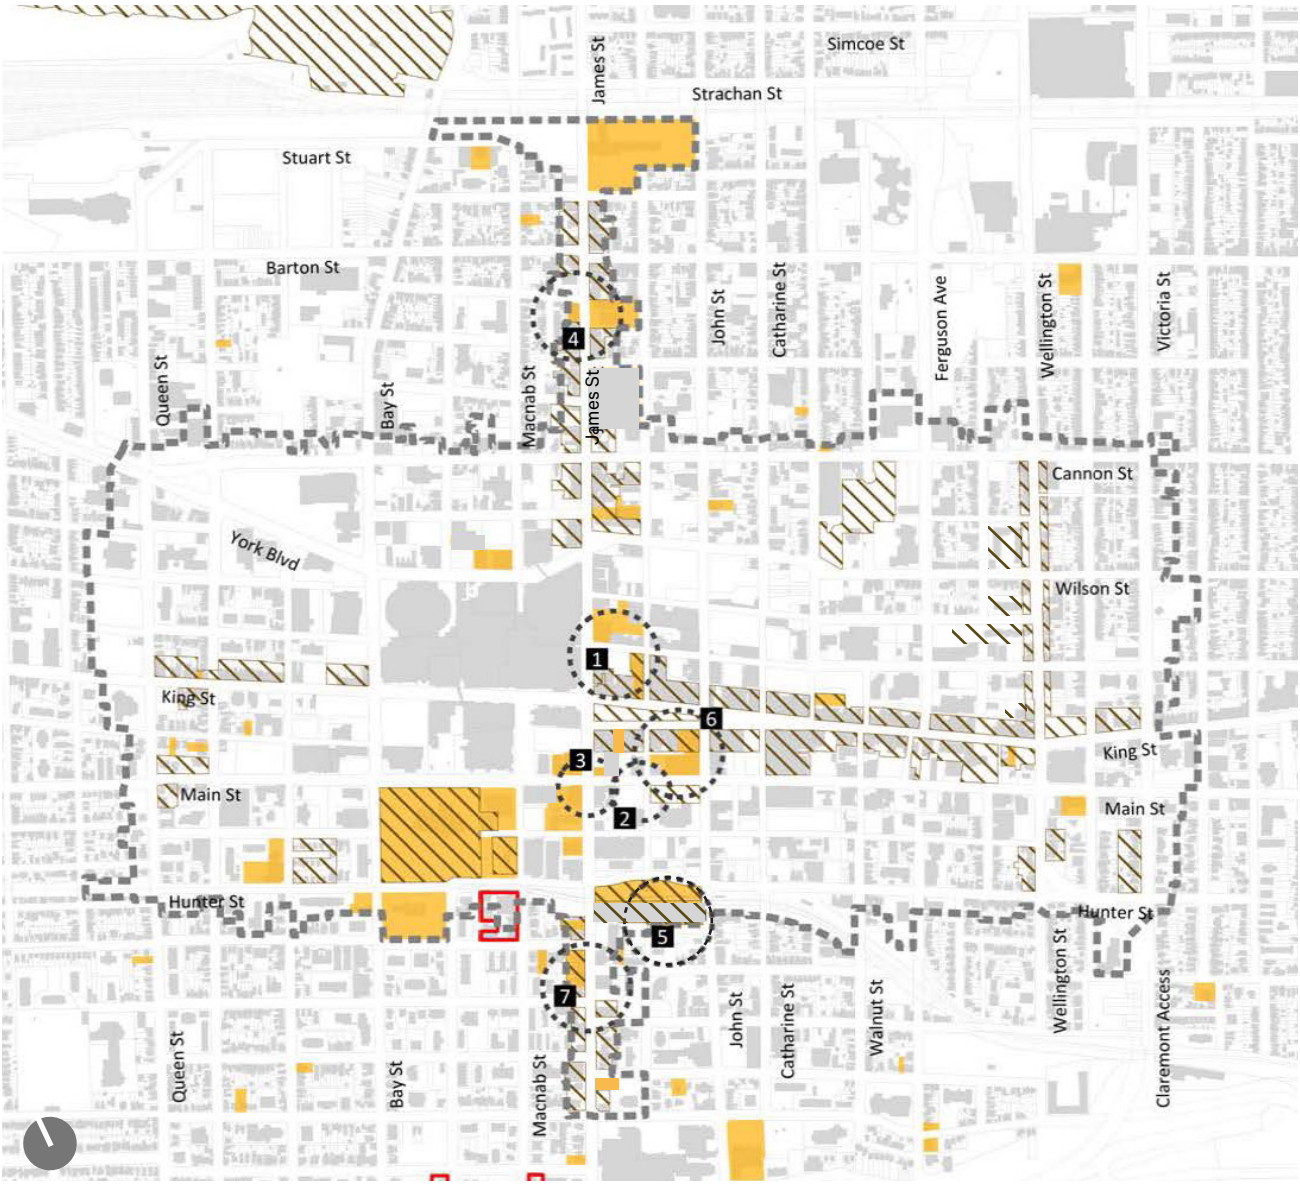 James St
Simcoe St
Strachan St
Stuart St
Barton St
John St
Catharine St
Ferguson Ave
Wellington St
Victoria St
4
Queen St
Bay St
Macnab St
James St
Cannon St
York Blvd
Wilson St
1
King St
6
King St
3
Main St
2
Main St
Hunter St
Hunter St
5
7
Queen St
Bay St
Macnab St
John St
Catharine St
Walnut St
Wellington St
Claremont Access